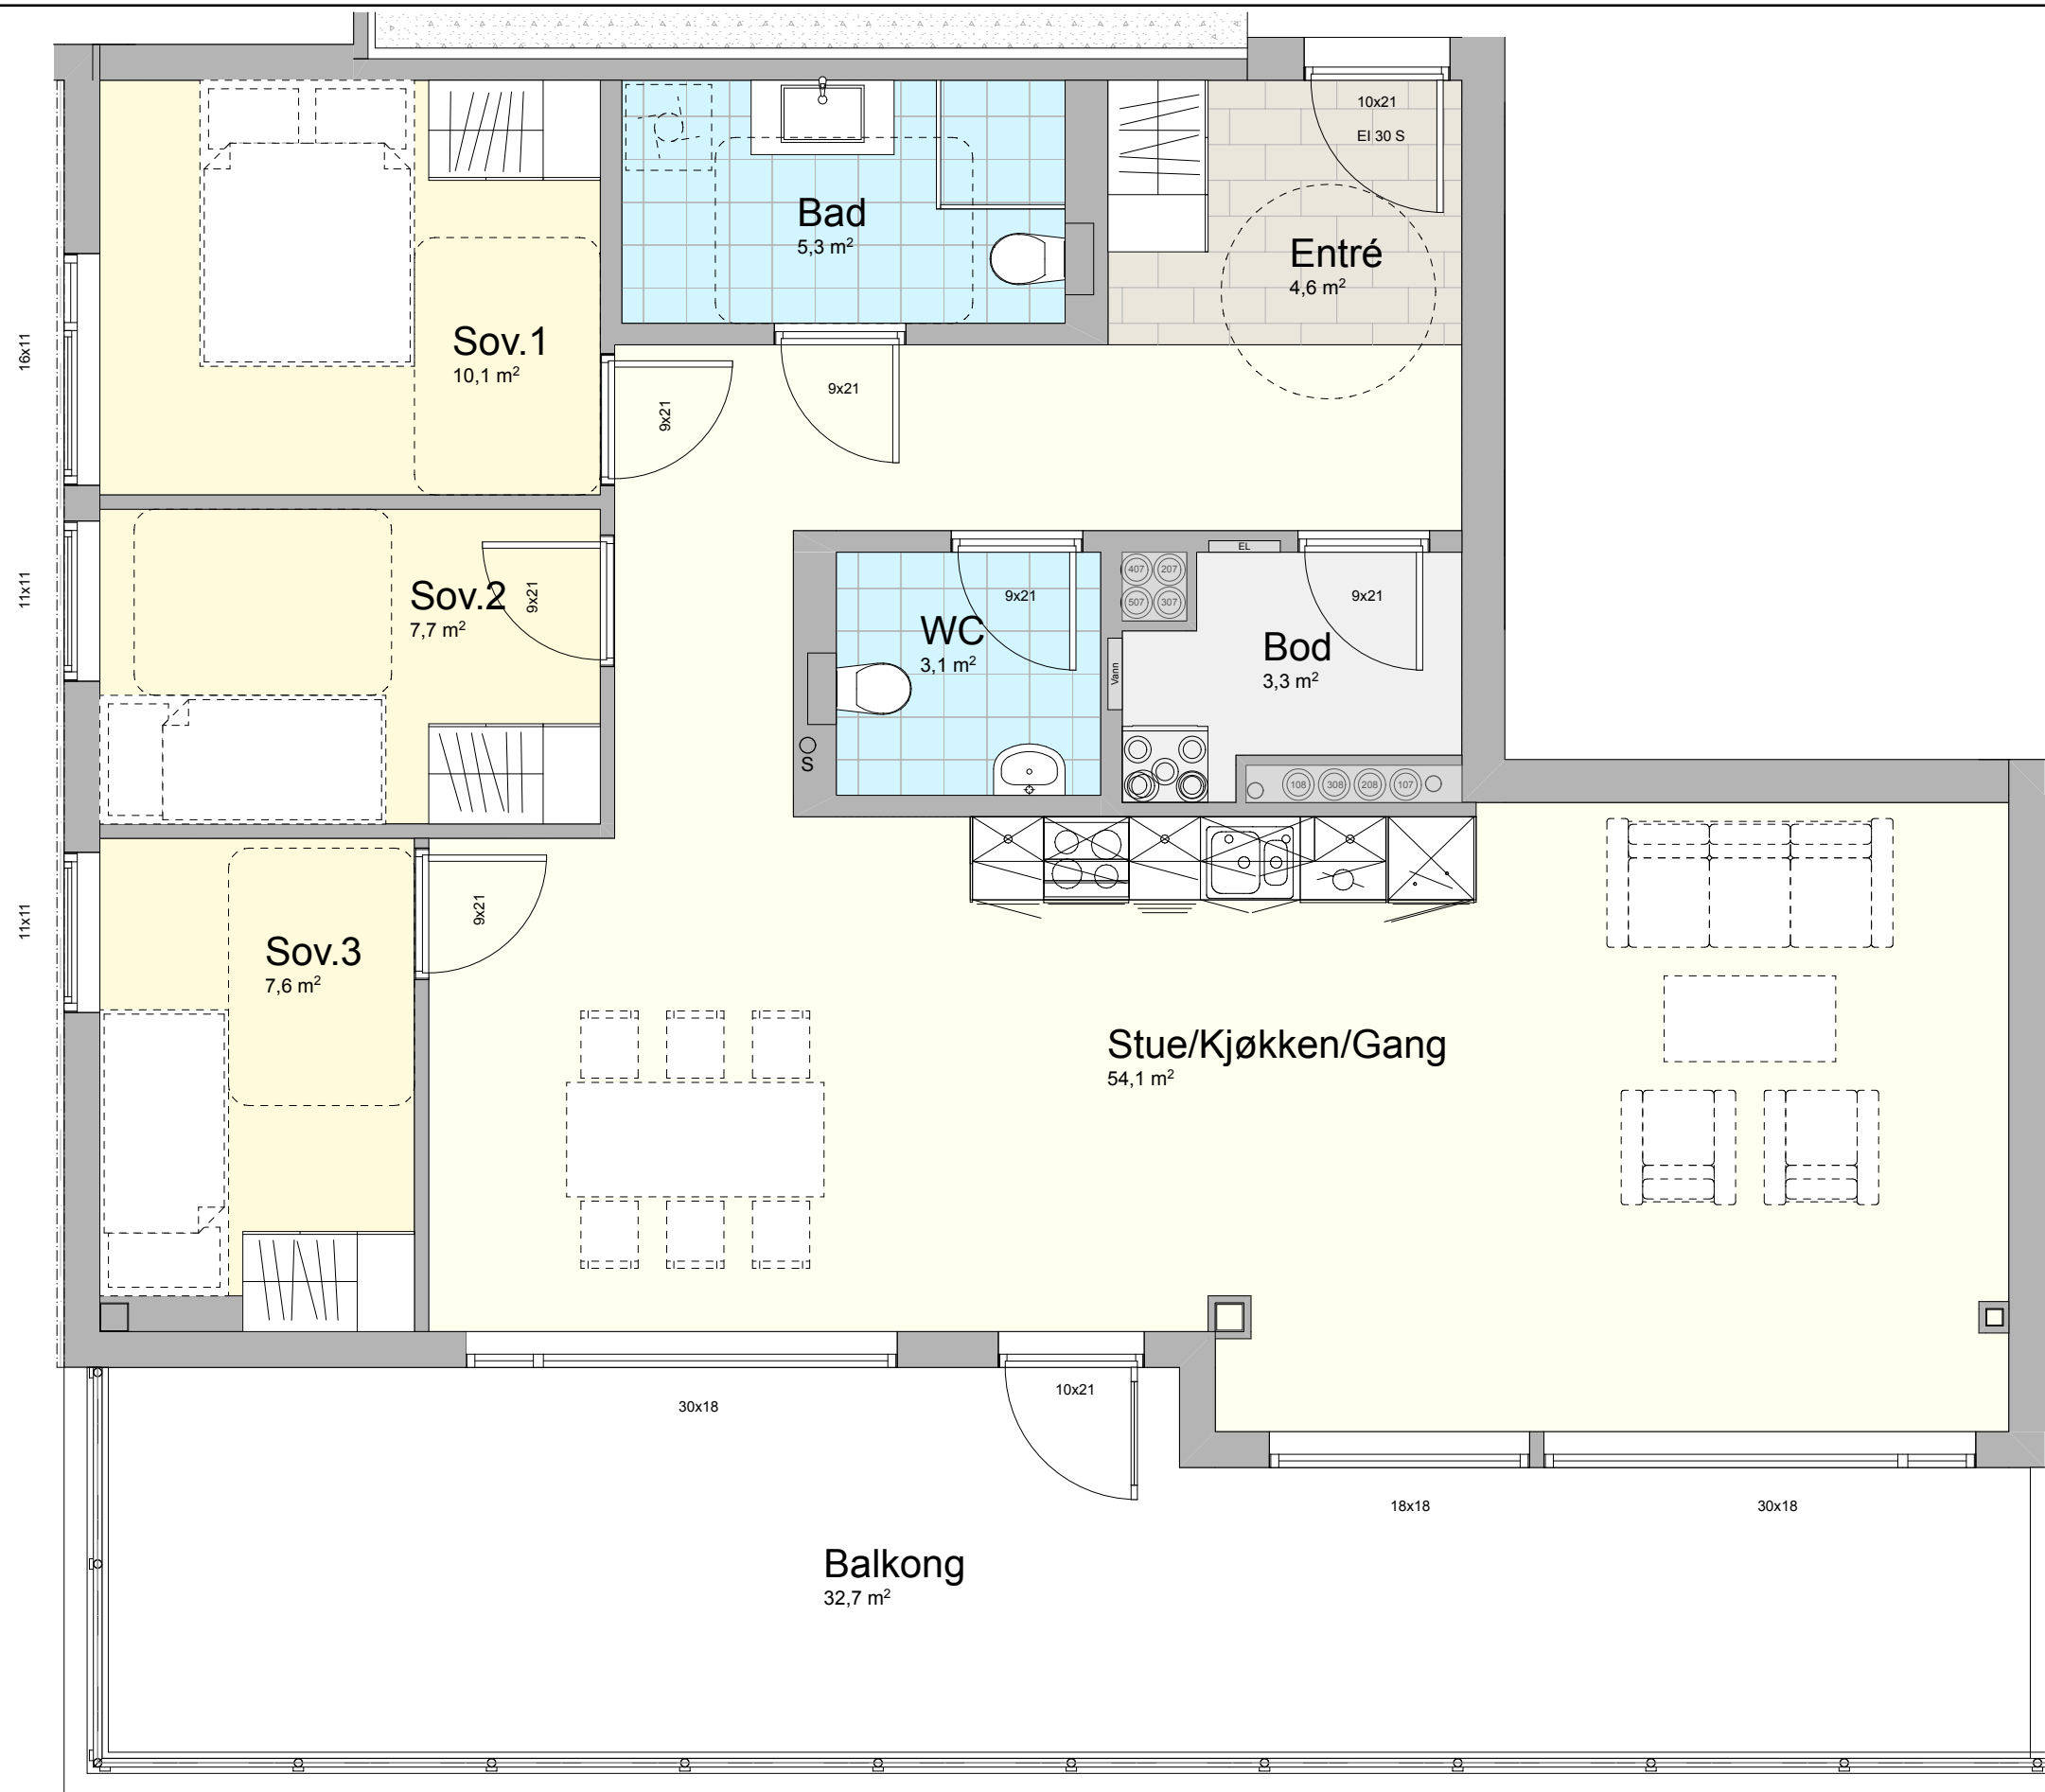 10x21
EI 30 S
Bad
5,3 m²
Entré
4,6 m²
16x11
Sov.1
10,1 m²
9x21
9x21
11x11
Sov.2
7,7 m²
9x21
WC
3,1 m²
9x21
EL
407 207
507 307
Vann
Bod
3,3 m²
9x21
S
108 308 208 107
11x11
Sov.3
7,6 m²
9x21
Stue/Kjøkken/Gang
54,1 m²
30x18
10x21
18x18
30x18
Balkong
32,7 m²